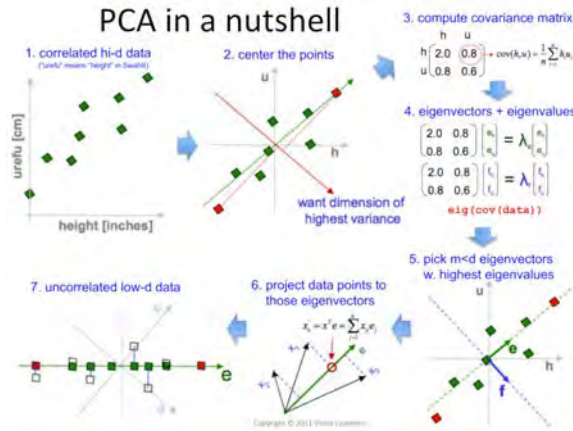 PCA in a nutshell
1. correlated hi-d data
("urefu" means "height" in Swahili)
urefu [cm]
height [inches]
2. center the points
u
h
want dimension of
highest variance
3. compute covariance matrix
h u
h 2.0 0.8
u 0.8 0.6
cov(h,u) = 1/n Σ hᵢuᵢ
4. eigenvectors + eigenvalues
2.0 0.8
0.8 0.6
= λₑ
2.0 0.8
0.8 0.6
eig(cov(data))
5. pick m<d eigenvectors
w. highest eigenvalues
u
h
e
f
6. project data points to
those eigenvectors
7. uncorrelated low-d data
e